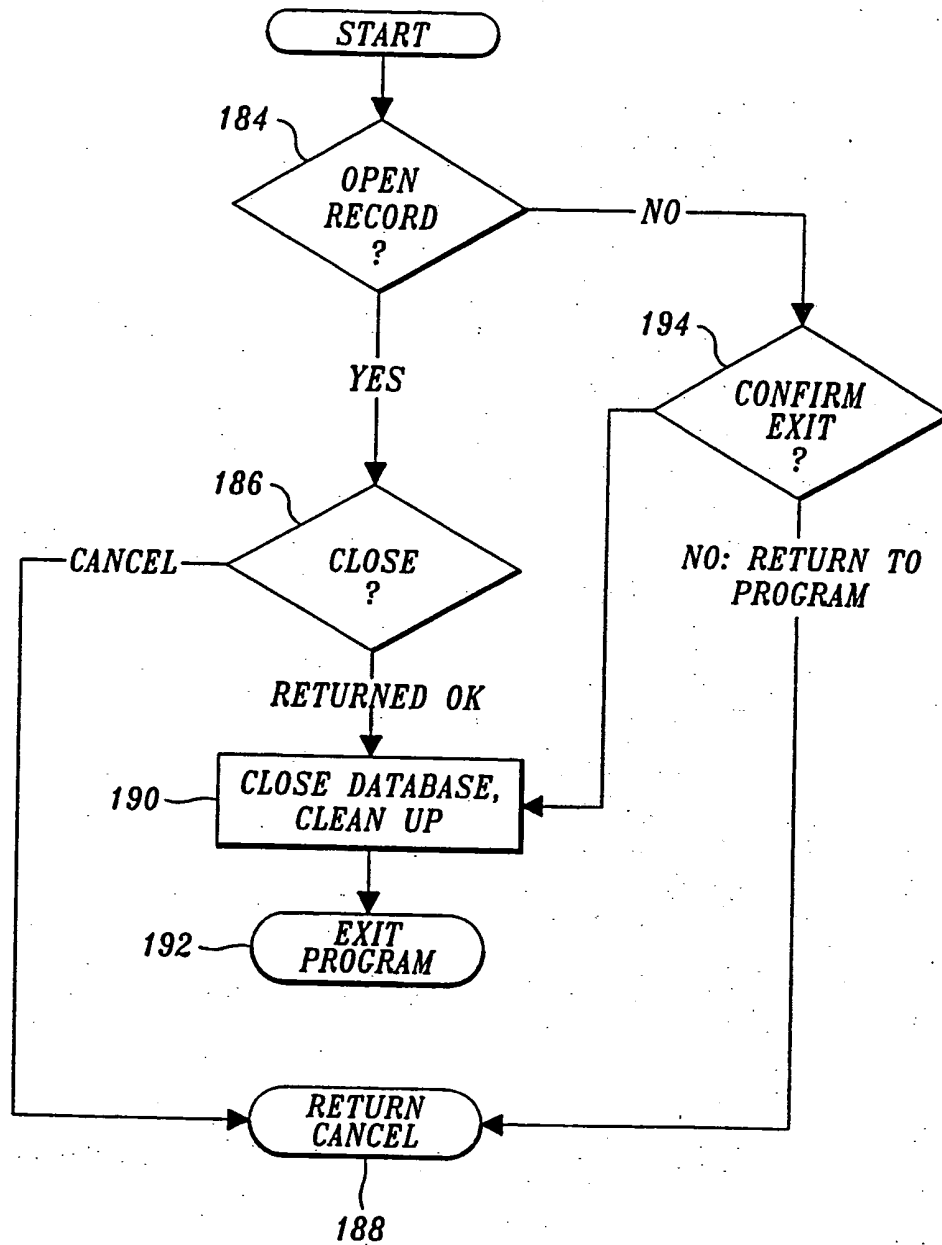 START
184
OPEN
RECORD
?
NO
194
CONFIRM
EXIT
?
YES
186
CLOSE
?
CANCEL
NO: RETURN TO
PROGRAM
RETURNED OK
190
CLOSE DATABASE,
CLEAN UP
192
EXIT
PROGRAM
RETURN
CANCEL
188